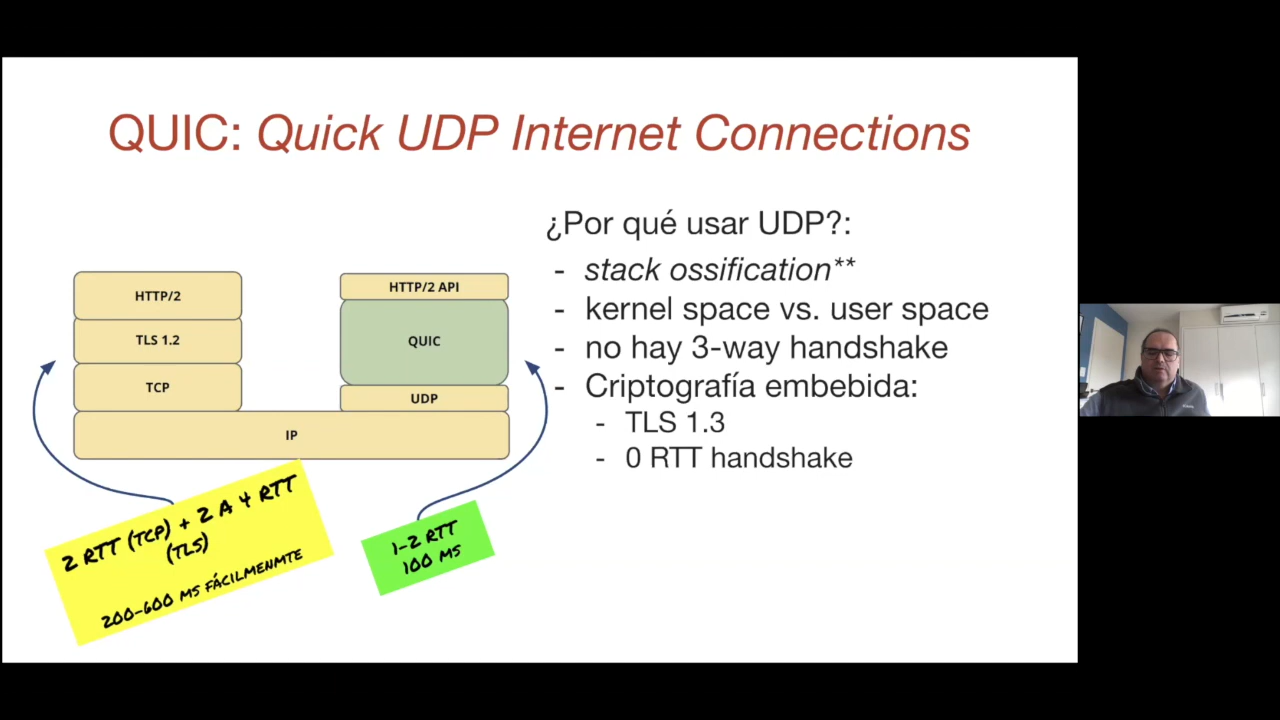 QUIC: Quick UDP Internet Connections
¿Por qué usar UDP?:
- stack ossification**
- kernel space vs. user space
- no hay 3-way handshake
- Criptografía embebida:
- TLS 1.3
- 0 RTT handshake
HTTP/2
TLS 1.2
TCP
HTTP/2 API
QUIC
UDP
IP
2 RTT (TCP) + 2 A 4 RTT
(TLS)
200-600 MS FÁCILMENMTE
1-2 RTT
100 MS